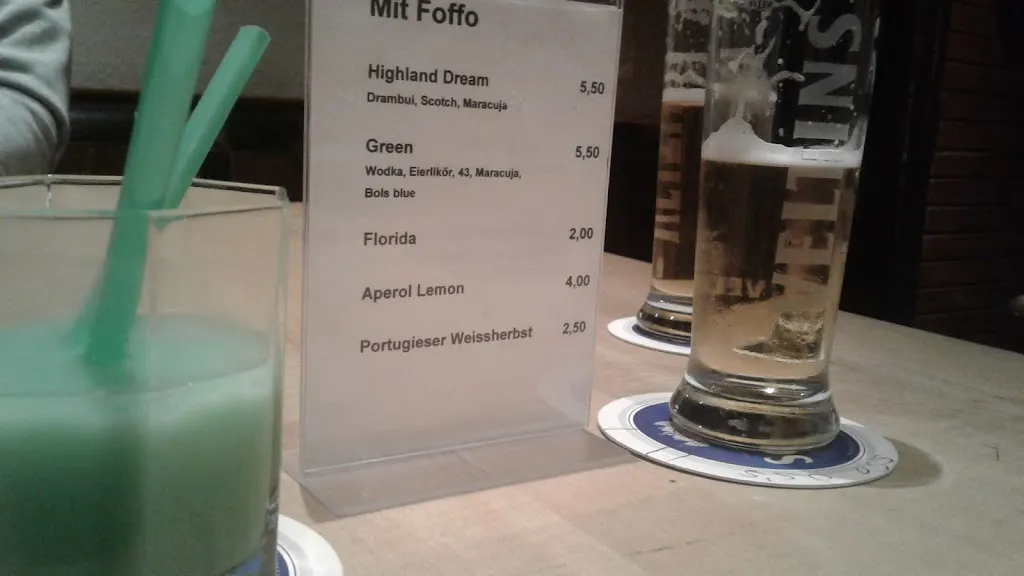 Mit Foffo
Highland Dream 5,50
Drambui, Scotch, Maracuja
Green 5,50
Wodka, Eierlikör, 43, Maracuja,
Bols blue
Florida 2,00
Aperol Lemon 4,00
Portugieser Weissherbst 2,50